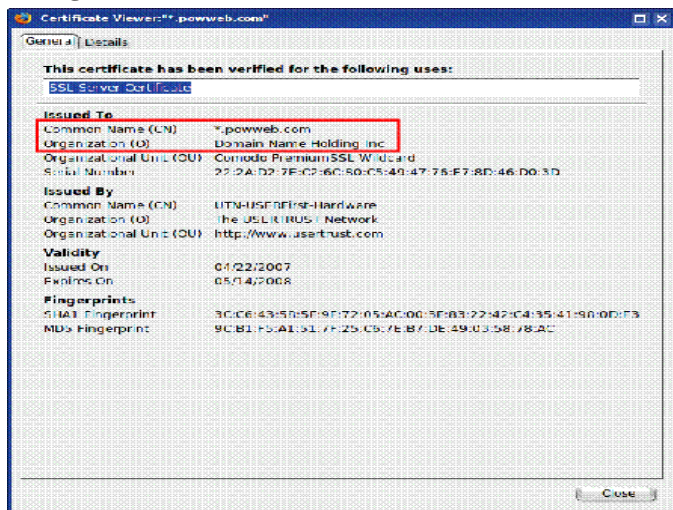 Certificate Viewer:"*.powweb.com"
General Details
This certificate has been verified for the following uses:
SSL Server Certificate
Issued To
Common Name (CN) *.powweb.com
Organization (O) Domain Name Holding Inc
Organizational Unit (OU) Comodo PremiumSSL Wildcard
Serial Number 22:2A:D2:7E:C2:6C:80:C5:49:47:76:F7:8D:46:D0:3D
Issued By
Common Name (CN) UTN-USERFirst-Hardware
Organization (O) The USERTRUST Network
Organizational Unit (OU) http://www.usertrust.com
Validity
Issued On 04/22/2007
Expires On 05/14/2008
Fingerprints
SHA1 Fingerprint
MD5 Fingerprint
Close